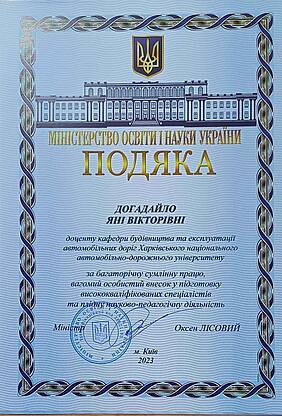 МІНІСТЕРСТВО ОСВІТИ І НАУКИ УКРАЇНИ
ПОДЯКА
ДОГАДАЙЛО
ЯНІ ВІКТОРІВНІ
доценту кафедри будівництва та експлуатації
автомобільних доріг Харківського національного
автомобільно-дорожнього університету
за багаторічну сумлінну працю,
вагомий особистий внесок у підготовку
висококваліфікованих спеціалістів
та плідну науково-педагогічну діяльність
Міністр Оксен ЛІСОВИЙ
м. Київ
2023